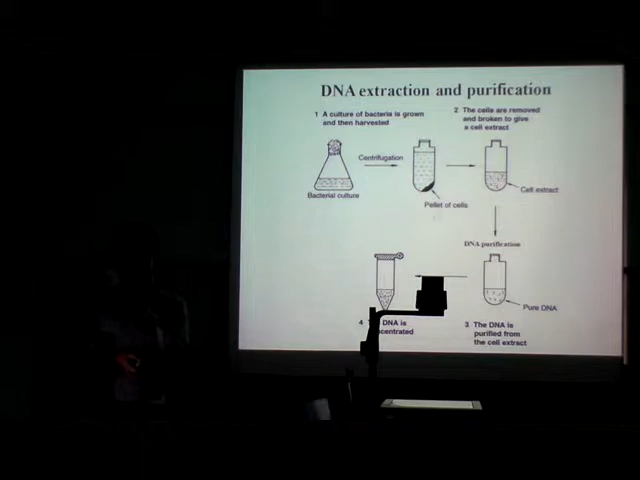 DNA extraction and purification
1 A culture of bacteria is grown
and then harvested
2 The cells are removed
and broken to give
a cell extract
Centrifugation
Bacterial culture
Pellet of cells
Cell extract
DNA purification
Pure DNA
4 DNA is
3 The DNA is
purified from
the cell extract